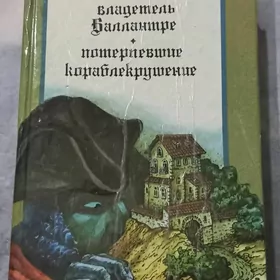 владетель
Баллантре
потерпевшие
кораблекрушение